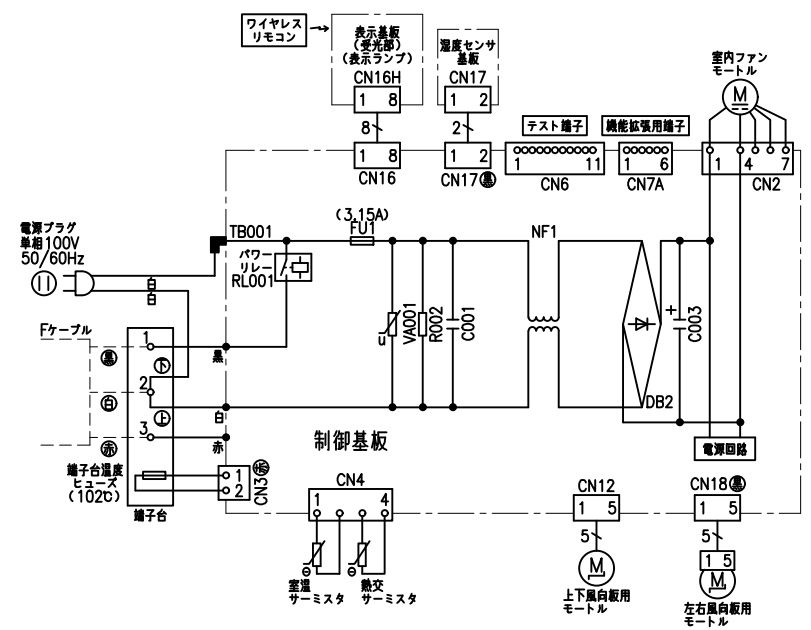 ワイヤレス
リモコン
表示基板
(受光部)
(表示ランプ)
CN16H
1 8
8
1 8
CN16
湿度センサ
基板
CN17
1 2
2
1 2
CN17 黒
テスト端子
1 11
CN6
機能拡張用端子
1 6
CN7A
室内ファン
モートル
M
1 4 7
CN2
電源プラグ
単相100V
50/60Hz
白
白
TB001
パワー
リレー
RL001
(3.15A)
FU1
u
VA001
R002
C001
NF1
DB2
+
C003
電源回路
Fケーブル
黒
白
赤
1
下
2
上
3
黒
白
赤
端子台温度
ヒューズ
(102℃)
端子台
1
2
CN3 赤
制御基板
CN4
1 4
θ
θ
室温
サーミスタ
熱交
サーミスタ
CN12
1 5
5
M
上下風向板用
モートル
CN18 黒
1 5
5
1 5
M
左右風向板用
モートル